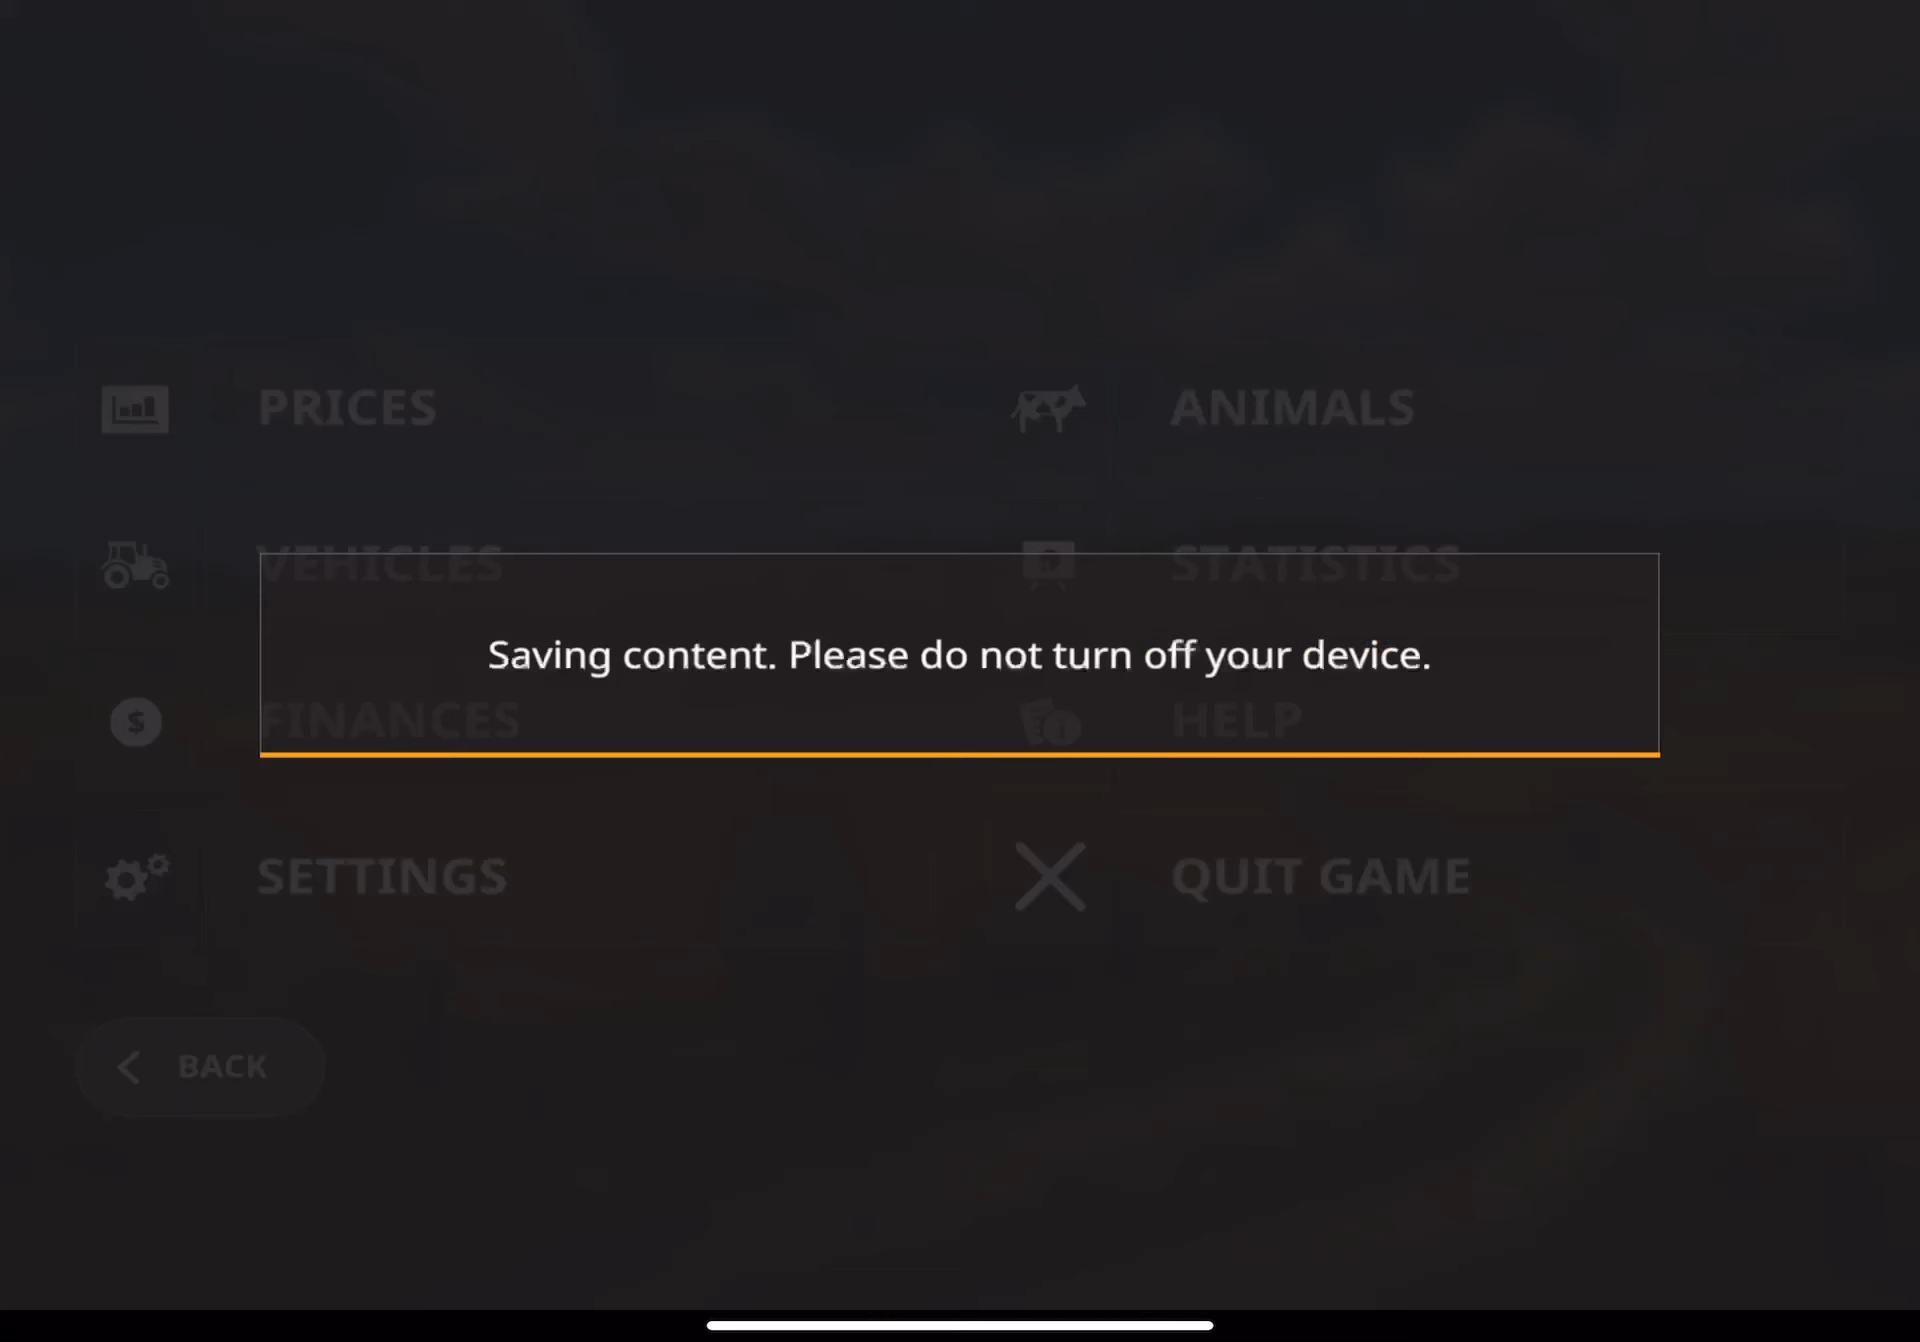 PRICES
ANIMALS
VEHICLES
STATISTICS
Saving content. Please do not turn off your device.
FINANCES
HELP
SETTINGS
QUIT GAME
BACK